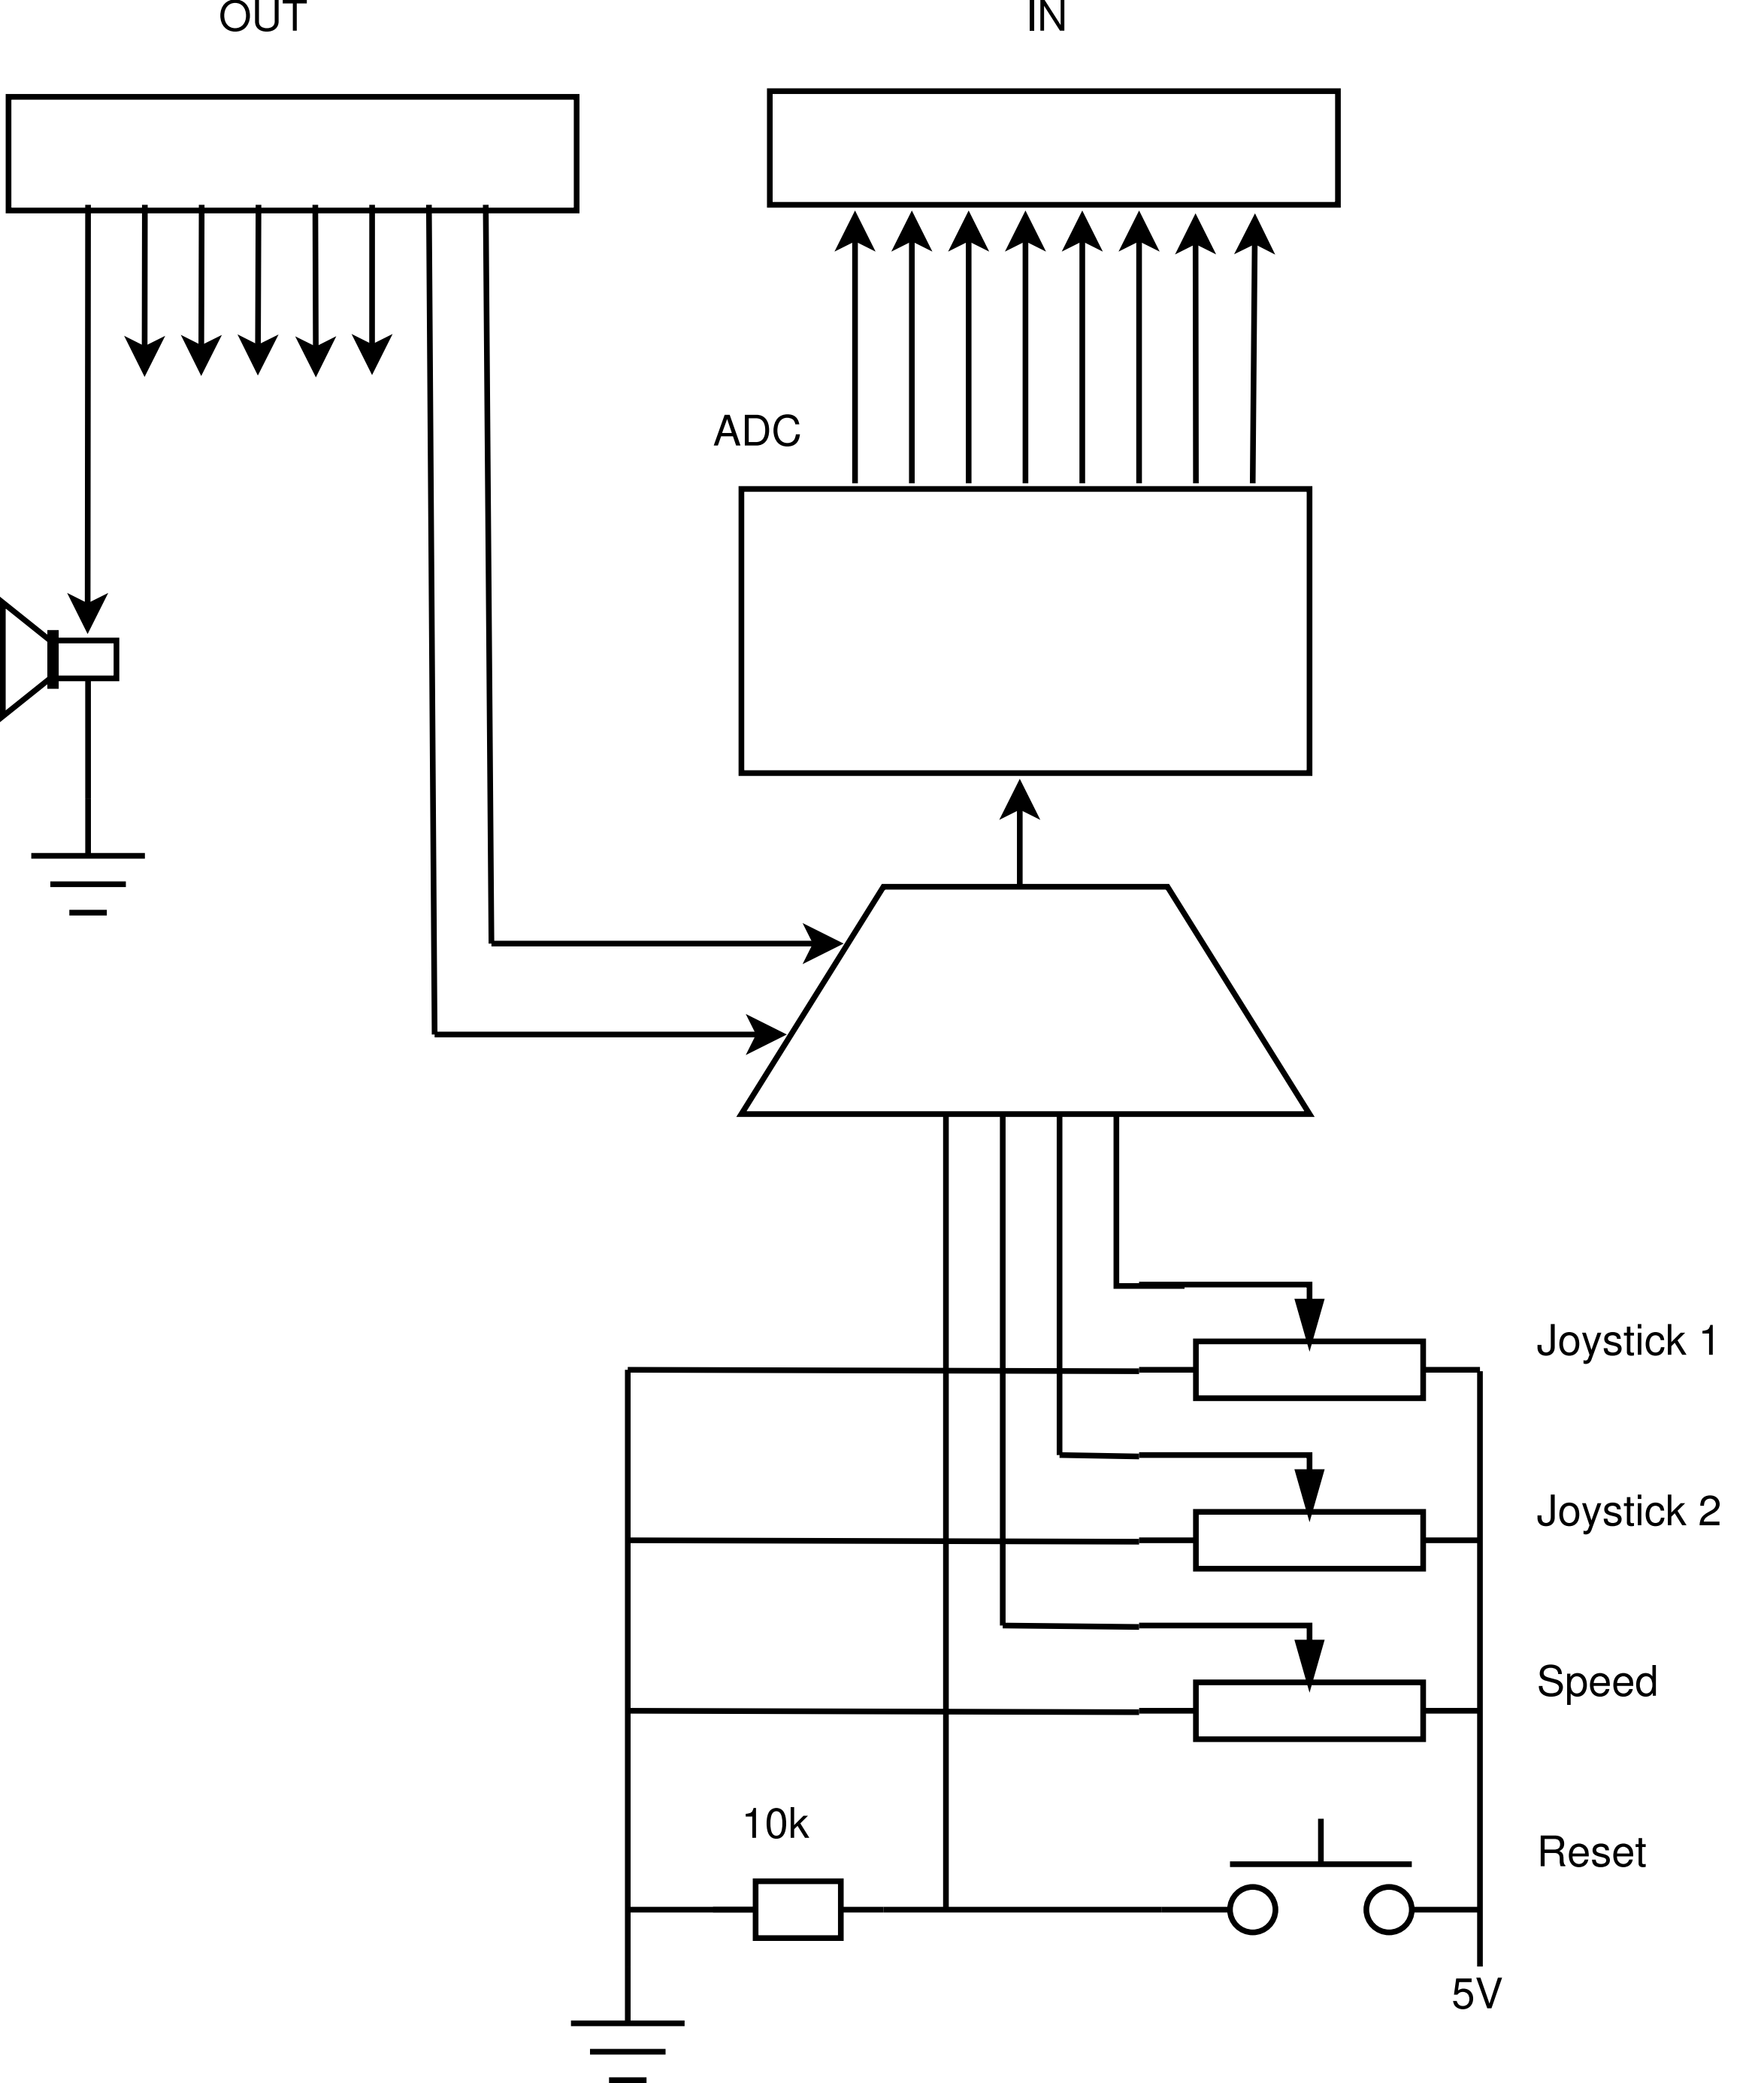 OUT
IN
ADC
Joystick 1
Joystick 2
Speed
10k
Reset
5V